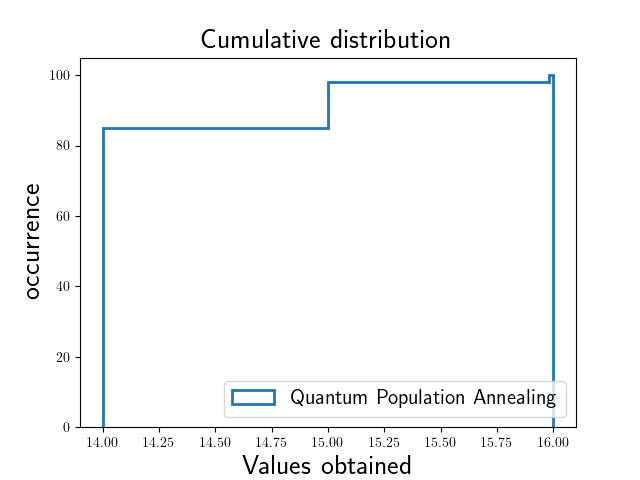 Cumulative distribution
100
80
60
40
20
0
occurrence
Quantum Population Annealing
14.00 14.25 14.50 14.75 15.00 15.25 15.50 15.75 16.00
Values obtained